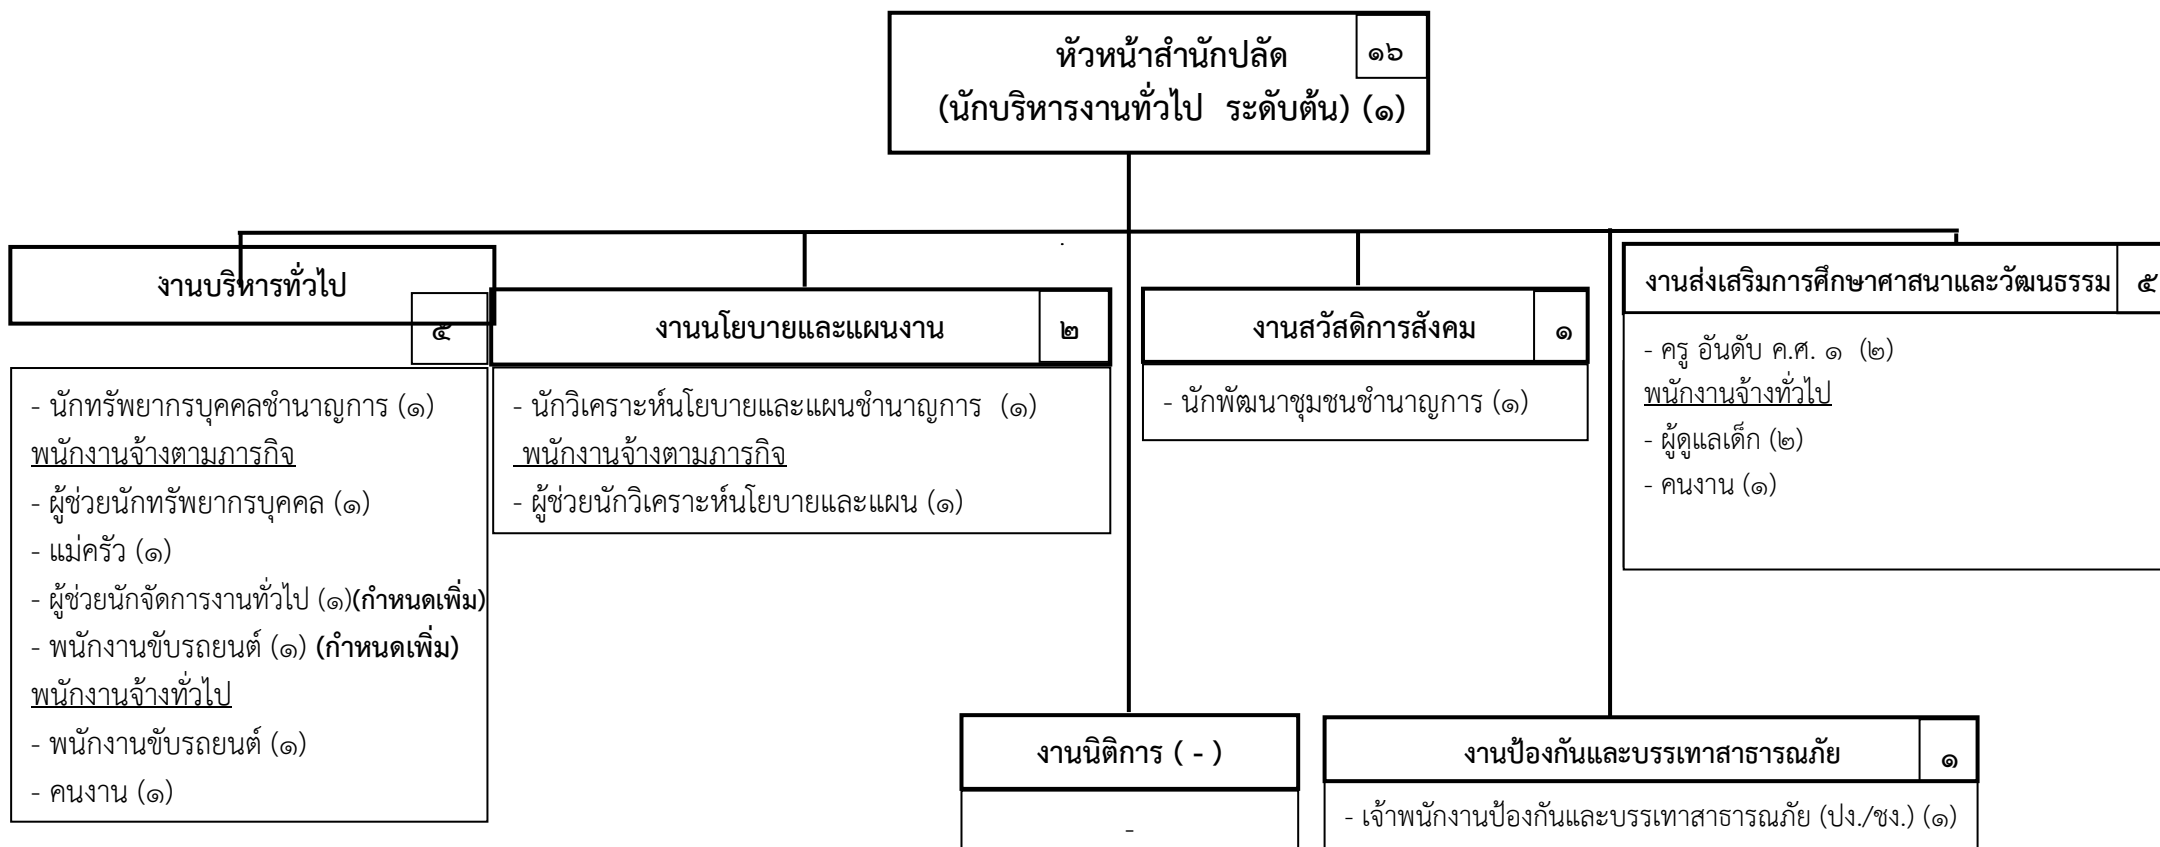 หัวหน้าสำนักปลัด
๑๖
(นักบริหารงานทั่วไป ระดับต้น) (๑)
งานบริหารทั่วไป
๕
- นักทรัพยากรบุคคลชำนาญการ (๑)
พนักงานจ้างตามภารกิจ
- ผู้ช่วยนักทรัพยากรบุคคล (๑)
- แม่ครัว (๑)
- ผู้ช่วยนักจัดการงานทั่วไป (๑)(กำหนดเพิ่ม)
- พนักงานขับรถยนต์ (๑) (กำหนดเพิ่ม)
พนักงานจ้างทั่วไป
- พนักงานขับรถยนต์ (๑)
- คนงาน (๑)
งานนโยบายและแผนงาน
๒
- นักวิเคราะห์นโยบายและแผนชำนาญการ (๑)
พนักงานจ้างตามภารกิจ
- ผู้ช่วยนักวิเคราะห์นโยบายและแผน (๑)
งานสวัสดิการสังคม
๑
- นักพัฒนาชุมชนชำนาญการ (๑)
งานส่งเสริมการศึกษาศาสนาและวัฒนธรรม
๕
- ครู อันดับ ค.ศ. ๑ (๒)
พนักงานจ้างทั่วไป
- ผู้ดูแลเด็ก (๒)
- คนงาน (๑)
งานนิติการ ( - )
-
งานป้องกันและบรรเทาสาธารณภัย
๑
- เจ้าพนักงานป้องกันและบรรเทาสาธารณภัย (ปง./ชง.) (๑)